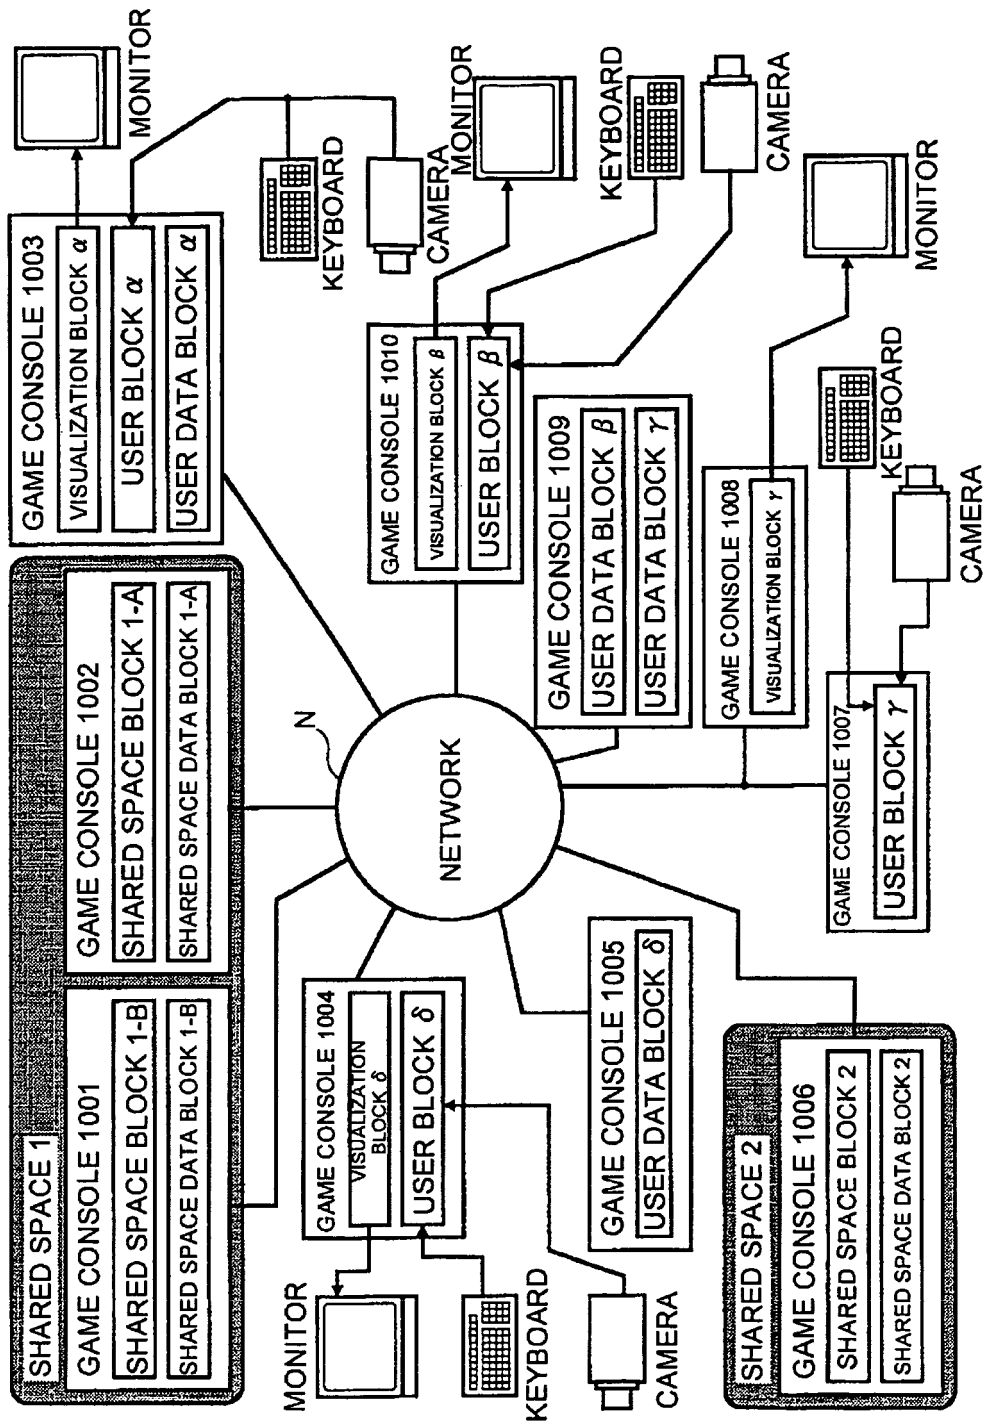 SHARED SPACE 1
GAME CONSOLE 1001
SHARED SPACE BLOCK 1-B
SHARED SPACE DATA BLOCK 1-B
GAME CONSOLE 1002
SHARED SPACE BLOCK 1-A
SHARED SPACE DATA BLOCK 1-A
GAME CONSOLE 1003
VISUALIZATION BLOCK α
USER BLOCK α
USER DATA BLOCK α
MONITOR
KEYBOARD
CAMERA
GAME CONSOLE 1004
VISUALIZATION
BLOCK δ
USER BLOCK δ
MONITOR
KEYBOARD
CAMERA
N
NETWORK
GAME CONSOLE 1010
VISUALIZATION BLOCK β
USER BLOCK β
MONITOR
KEYBOARD
CAMERA
GAME CONSOLE 1005
USER DATA BLOCK δ
GAME CONSOLE 1009
USER DATA BLOCK β
USER DATA BLOCK γ
GAME CONSOLE 1008
VISUALIZATION BLOCK γ
MONITOR
SHARED SPACE 2
GAME CONSOLE 1006
SHARED SPACE BLOCK 2
SHARED SPACE DATA BLOCK 2
GAME CONSOLE 1007
USER BLOCK γ
KEYBOARD
CAMERA